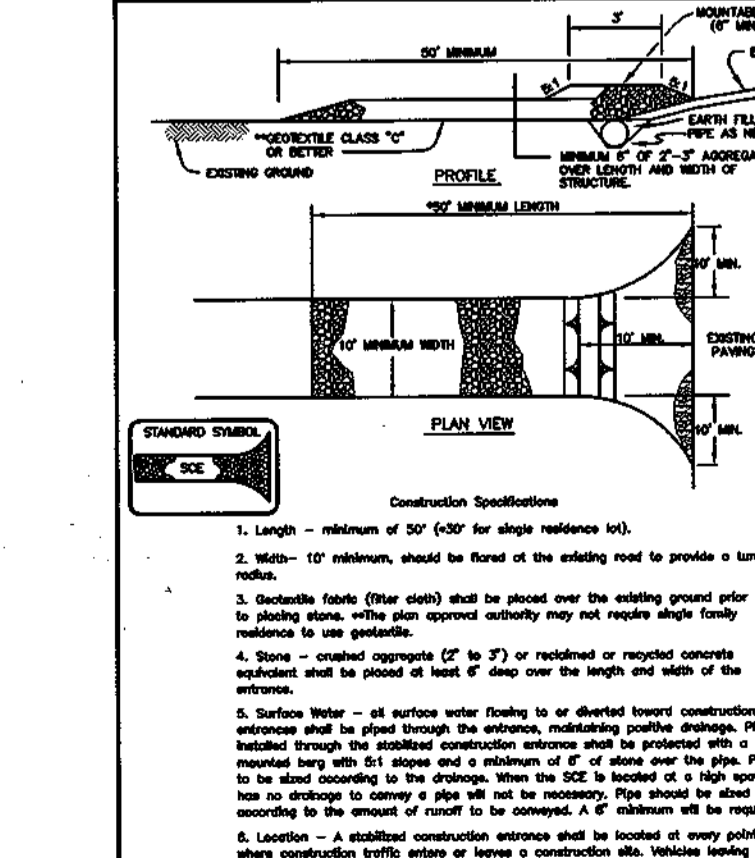 3'
MOUNTABLE
(6" MIN
50' MINIMUM
5:1
5:1
**GEOTEXTILE CLASS "C"
OR BETTER
EARTH FILL
PIPE AS NE
EXISTING GROUND
PROFILE
MINIMUM 6" OF 2"-3" AGGREGA
OVER LENGTH AND WIDTH OF
STRUCTURE.
*50' MINIMUM LENGTH
10' MIN.
10' MINIMUM WIDTH
10' MIN.
EXISTING
PAVING
PLAN VIEW
10' MIN.
STANDARD SYMBOL
SCE
Construction Specifications
1. Length – minimum of 50' (*30' for single residence lot).
2. Width– 10' minimum, should be flared at the existing road to provide a turn
radius.
3. Geotextile fabric (filter cloth) shall be placed over the existing ground prior
to placing stone. **The plan approval authority may not require single family
residence to use geotextile.
4. Stone – crushed aggregate (2" to 3") or reclaimed or recycled concrete
equivalent shall be placed at least 6" deep over the length and width of the
entrance.
5. Surface Water – all surface water flowing to or diverted toward construction
entrances shall be piped through the entrance, maintaining positive drainage. Pi
installed through the stabilized construction entrance shall be protected with a
mounted berg with 5:1 slopes and a minimum of 6" of stone over the pipe. P
to be sized according to the drainage. When the SCE is located at a high spot
has no drainage to convey a pipe will not be necessary. Pipe should be sized
according to the amount of runoff to be conveyed. A 6" minimum will be requi
6. Location – A stabilized construction entrance shall be located at every point
where construction traffic enters or leaves a construction site. Vehicles leaving